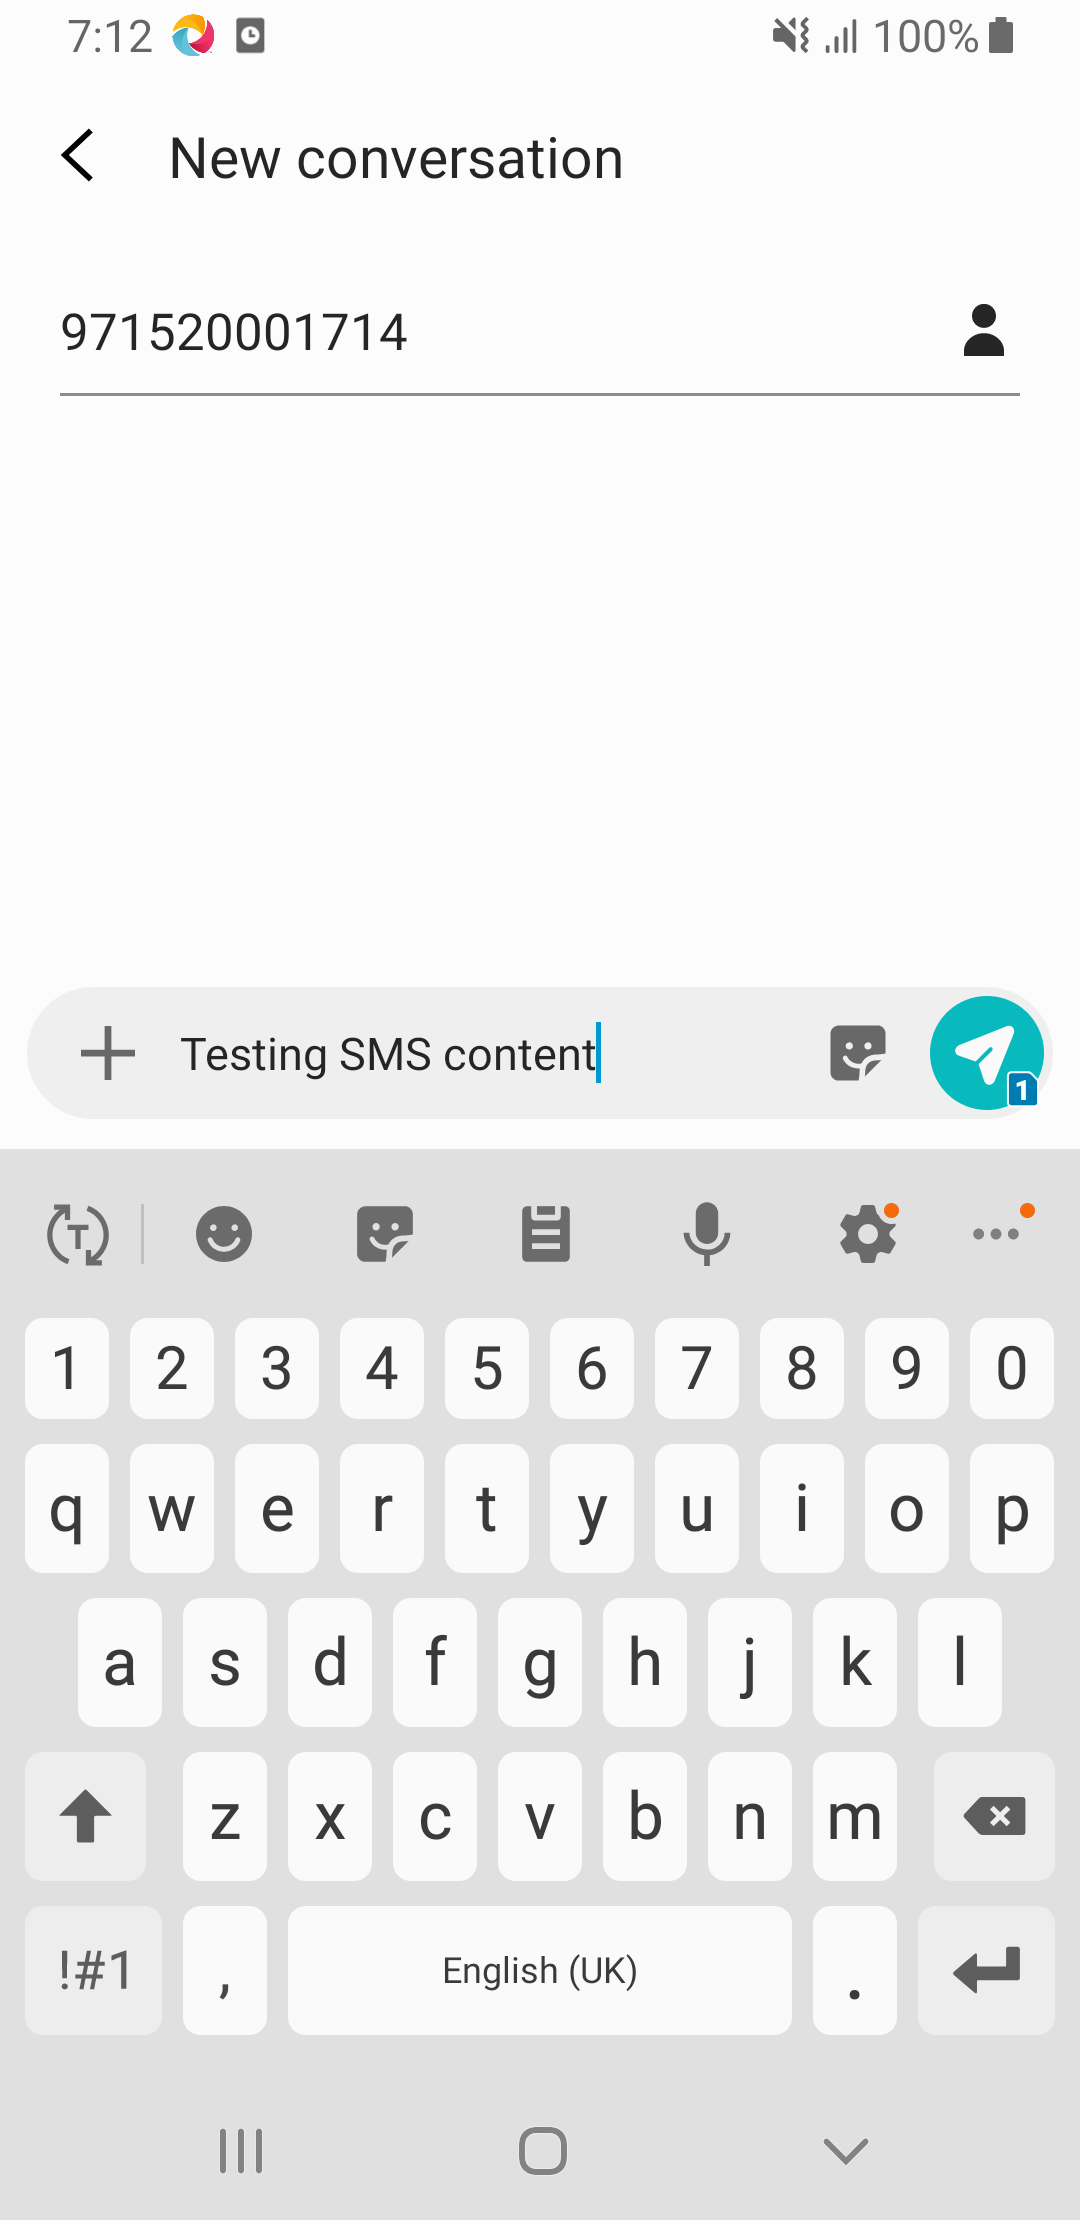 7:12 100%
New conversation
971520001714
Testing SMS content
1
T
1 2 3 4 5 6 7 8 9 0
q w e r t y u i o p
a s d f g h j k l
z x c v b n m
!#1 , English (UK) .